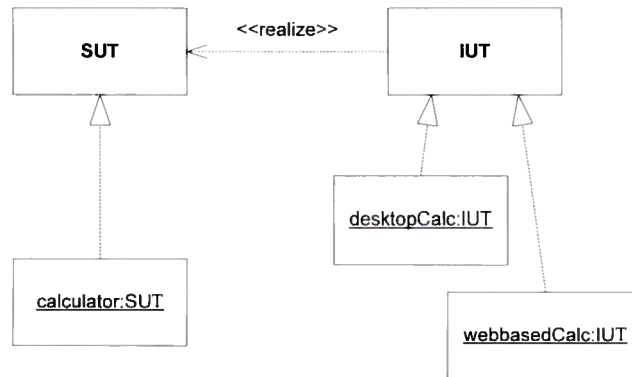 <<realize>>
SUT
IUT
desktopCalc:IUT
calculator:SUT
webbasedCalc:IUT